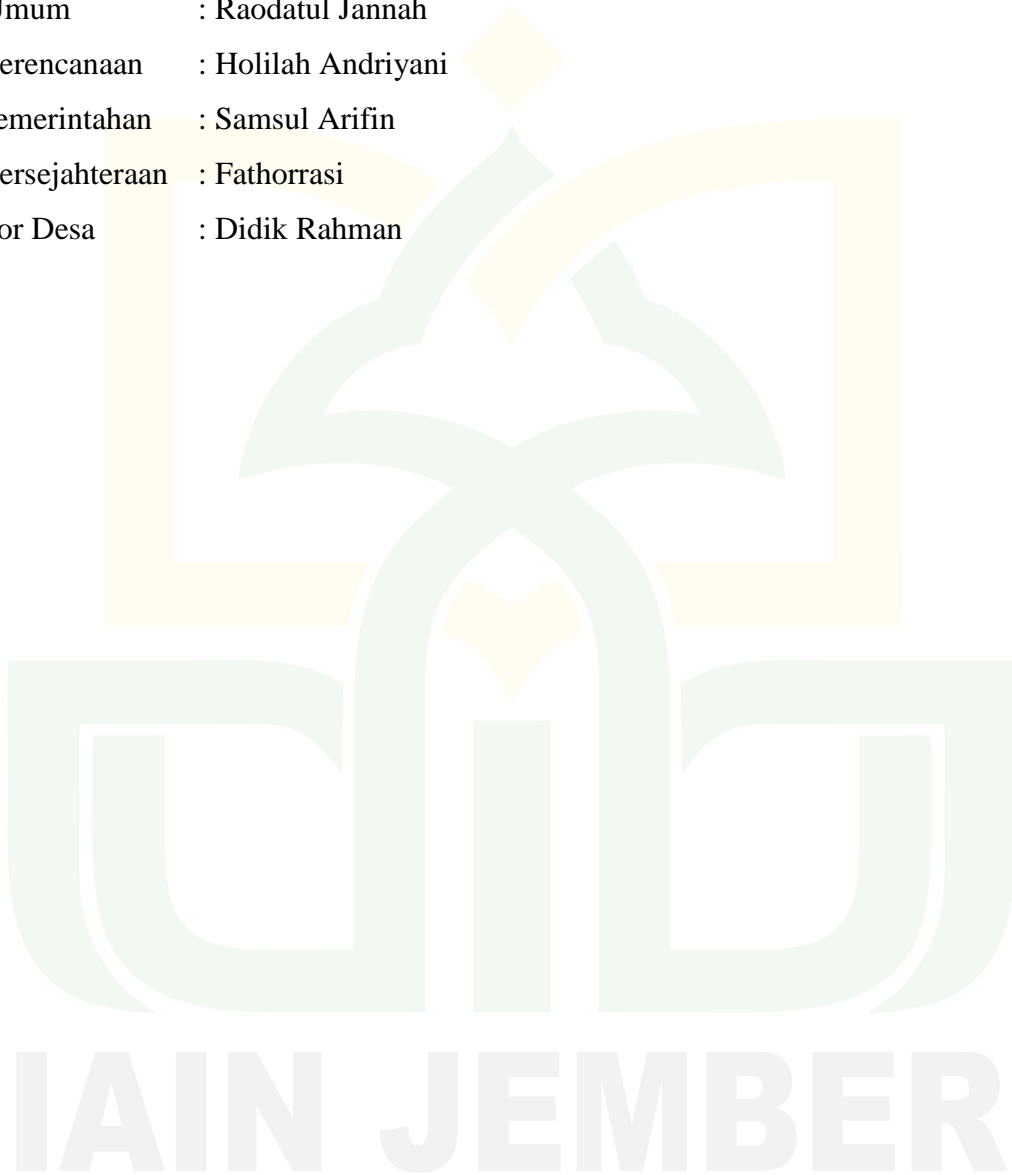 Umum : Raodatul Jannah
erencanaan : Holilah Andriyani
emerintahan : Samsul Arifin
ersejahteraan : Fathorrasi
or Desa : Didik Rahman
IAIN JEMBER